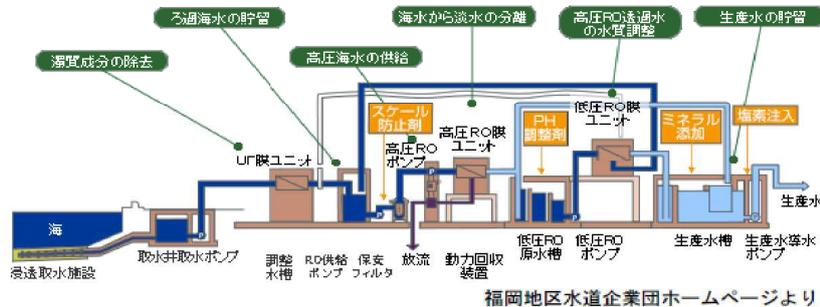 ろ過海水の貯留
海水から淡水の分離
高圧RO透過水
の水質調整
生産水の貯留
濁質成分の除去
高圧海水の供給
スケール
防止剤
高圧RO
ポンプ
高圧RO膜
ユニット
PH
調整剤
低圧RO膜
ユニット
ミネラル
添加
塩素注入
UF膜ユニット
生産水
海
浸透取水施設
取水井取水ポンプ
調整
水槽
RO供給
ポンプ
保安
フィルタ
放流
動力回収
装置
低圧RO
原水槽
低圧RO
ポンプ
生産水槽
生産水等水
ポンプ
P
P
P
P
P
福岡地区水道企業団ホームページより